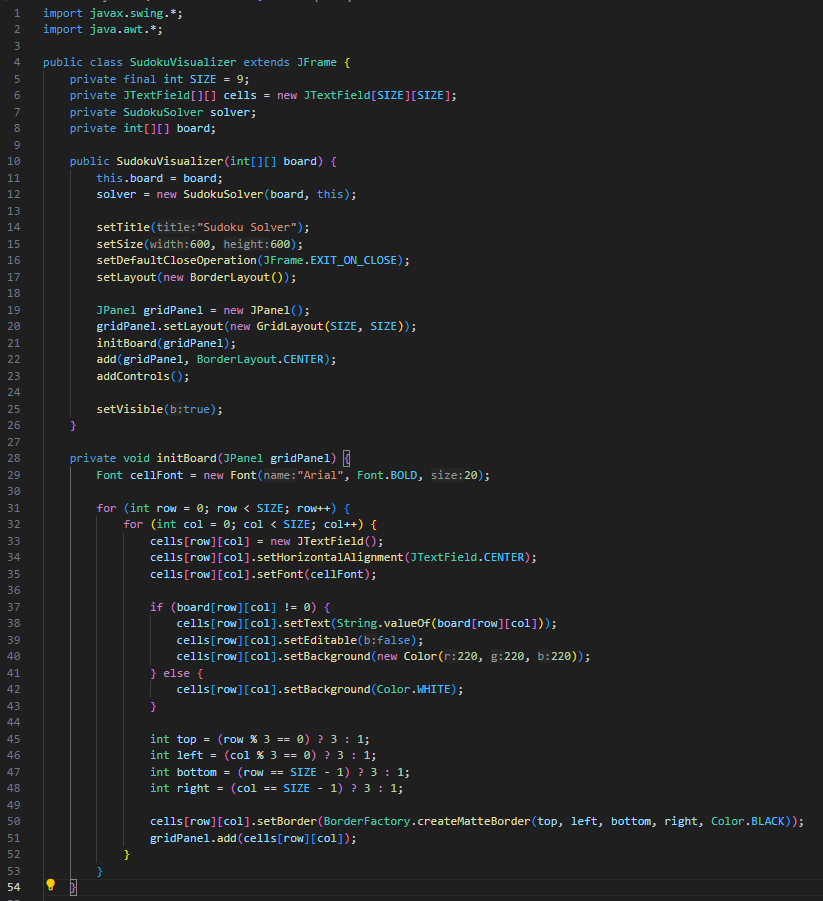 1 import javax.swing.*;
2 import java.awt.*;
3
4 public class SudokuVisualizer extends JFrame {
5     private final int SIZE = 9;
6     private JTextField[][] cells = new JTextField[SIZE][SIZE];
7     private SudokuSolver solver;
8     private int[][] board;
9
10     public SudokuVisualizer(int[][] board) {
11         this.board = board;
12         solver = new SudokuSolver(board, this);
13
14         setTitle(title:"Sudoku Solver");
15         setSize(width:600, height:600);
16         setDefaultCloseOperation(JFrame.EXIT_ON_CLOSE);
17         setLayout(new BorderLayout());
18
19         JPanel gridPanel = new JPanel();
20         gridPanel.setLayout(new GridLayout(SIZE, SIZE));
21         initBoard(gridPanel);
22         add(gridPanel, BorderLayout.CENTER);
23         addControls();
24
25         setVisible(b:true);
26     }
27
28     private void initBoard(JPanel gridPanel) {
29         Font cellFont = new Font(name:"Arial", Font.BOLD, size:20);
30
31         for (int row = 0; row < SIZE; row++) {
32             for (int col = 0; col < SIZE; col++) {
33                 cells[row][col] = new JTextField();
34                 cells[row][col].setHorizontalAlignment(JTextField.CENTER);
35                 cells[row][col].setFont(cellFont);
36
37                 if (board[row][col] != 0) {
38                     cells[row][col].setText(String.valueOf(board[row][col]));
39                     cells[row][col].setEditable(b:false);
40                     cells[row][col].setBackground(new Color(r:220, g:220, b:220));
41                 } else {
42                     cells[row][col].setBackground(Color.WHITE);
43                 }
44
45                 int top = (row % 3 == 0) ? 3 : 1;
46                 int left = (col % 3 == 0) ? 3 : 1;
47                 int bottom = (row == SIZE - 1) ? 3 : 1;
48                 int right = (col == SIZE - 1) ? 3 : 1;
49
50                 cells[row][col].setBorder(BorderFactory.createMatteBorder(top, left, bottom, right, Color.BLACK));
51                 gridPanel.add(cells[row][col]);
52             }
53         }
54     }